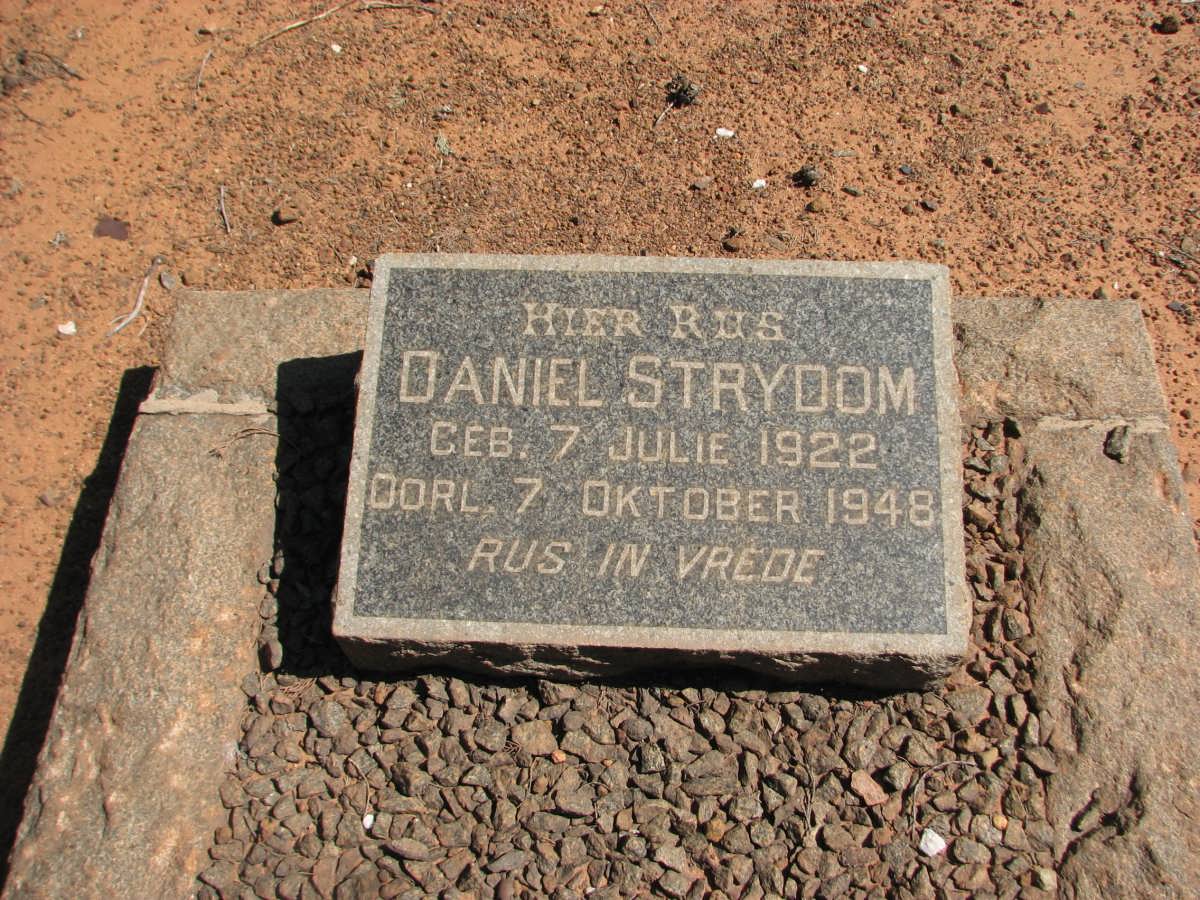 HIER RUS
DANIEL STRYDOM
GEB. 7 JULIE 1922
OORL. 7 OKTOBER 1948
RUS IN VREDE